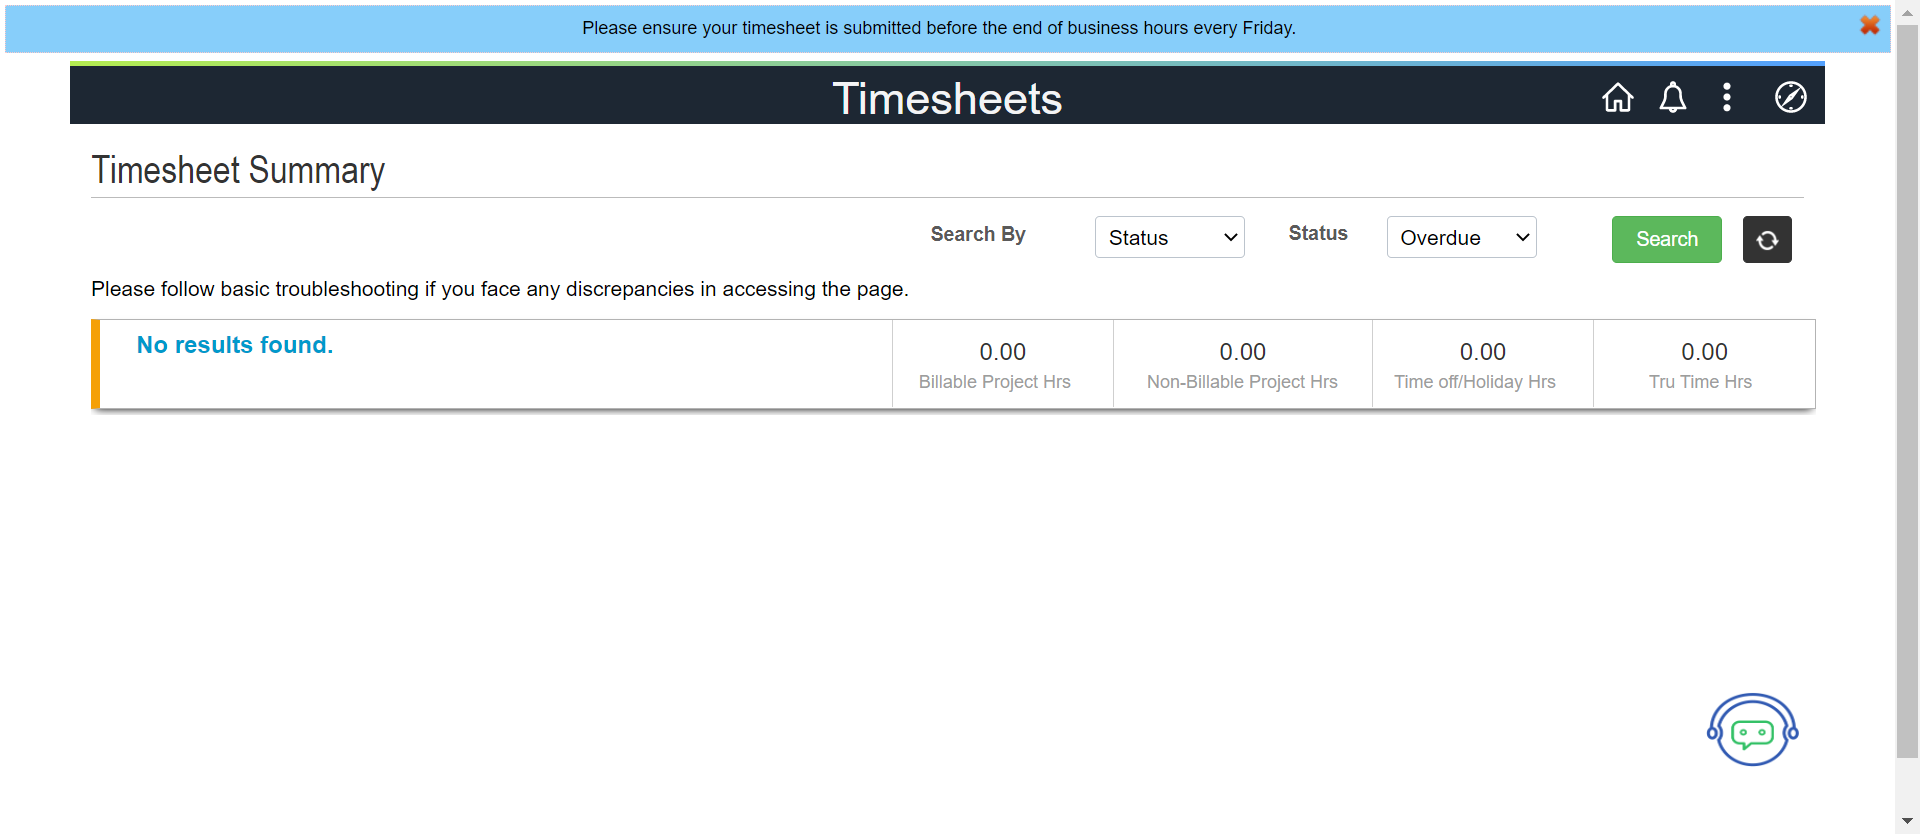 Please ensure your timesheet is submitted before the end of business hours every Friday.
Timesheets
Timesheet Summary
Search By Status Status Overdue Search
Please follow basic troubleshooting if you face any discrepancies in accessing the page.
No results found.
0.00 0.00 0.00 0.00
Billable Project Hrs Non-Billable Project Hrs Time off/Holiday Hrs Tru Time Hrs